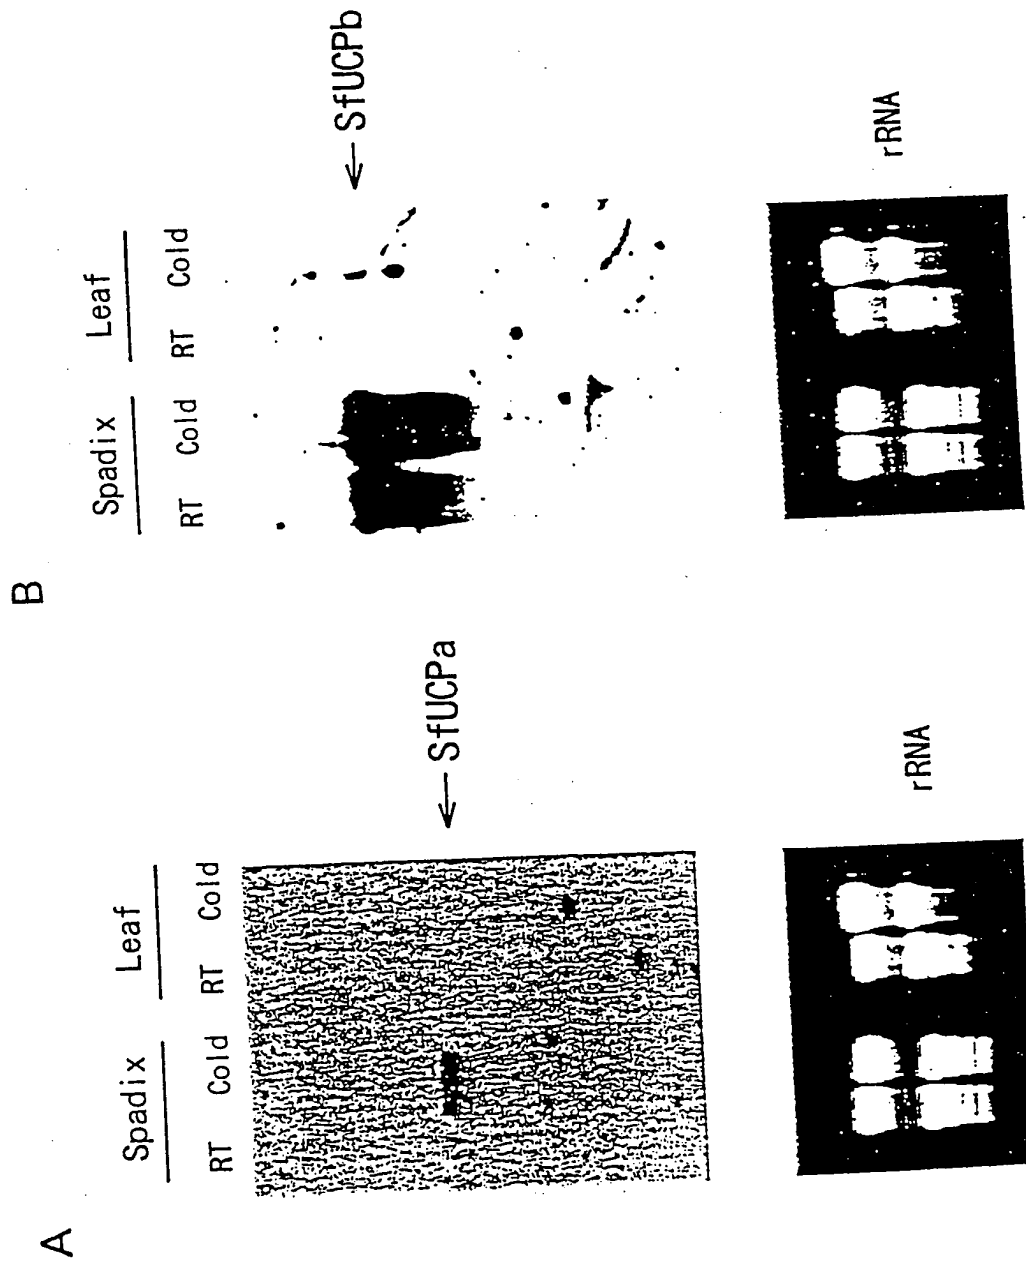 A
Spadix Leaf
RT Cold RT Cold
← SfUCPa
rRNA
B
Spadix Leaf
RT Cold RT Cold
← SfUCPb
rRNA